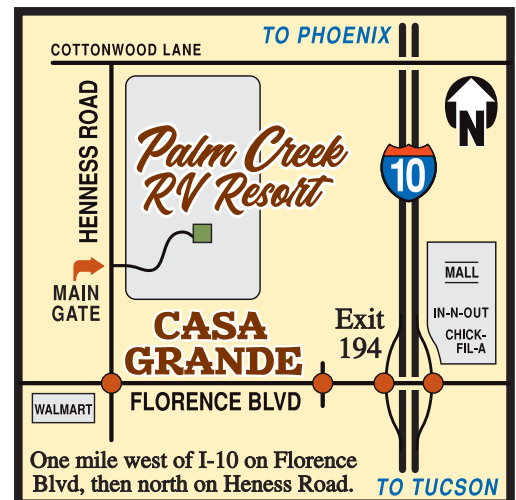 TO PHOENIX
COTTONWOOD LANE
HENNESS ROAD
N
Palm Creek
RV Resort
10
MAIN
GATE
MALL
IN-N-OUT
CHICK-
FIL-A
CASA
GRANDE
Exit
194
WALMART
FLORENCE BLVD
One mile west of I-10 on Florence
Blvd, then north on Heness Road.
TO TUCSON